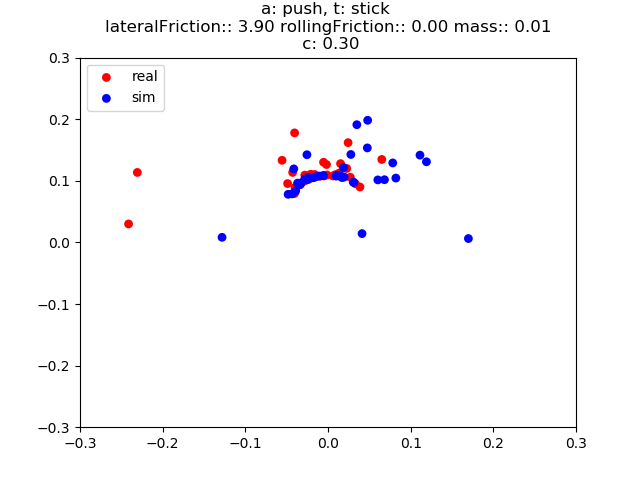 a: push, t: stick
lateralFriction:: 3.90 rollingFriction:: 0.00 mass:: 0.01
c: 0.30
real
sim
0.3
0.2
0.1
0.0
−0.1
−0.2
−0.3
−0.3 −0.2 −0.1 0.0 0.1 0.2 0.3